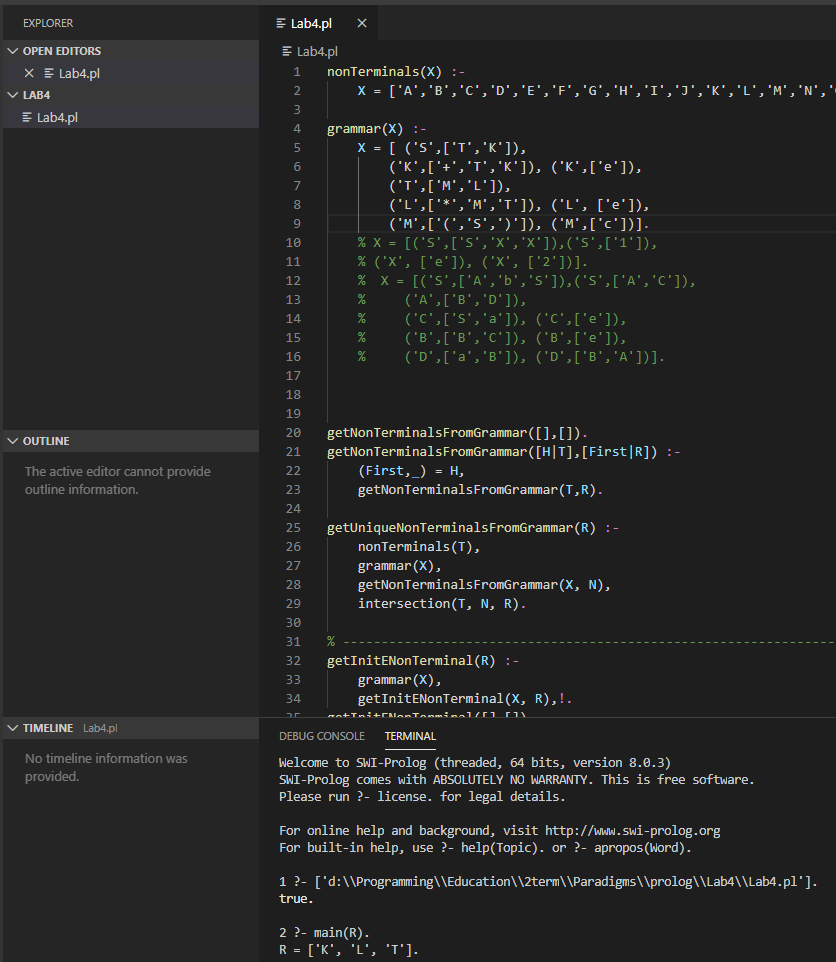 EXPLORER
OPEN EDITORS
Lab4.pl
LAB4
Lab4.pl
OUTLINE
The active editor cannot provide
outline information.
TIMELINE Lab4.pl
No timeline information was
provided.
Lab4.pl
Lab4.pl
1 nonTerminals(X) :-
2 X = ['A','B','C','D','E','F','G','H','I','J','K','L','M','N','
3
4 grammar(X) :-
5 X = [ ('S',['T','K']),
6 ('K',['+','T','K']), ('K',['e']),
7 ('T',['M','L']),
8 ('L',['*','M','T']), ('L', ['e']),
9 ('M',['(','S',')']), ('M',['c'])].
10 % X = [('S',['S','X','X']),('S',['1']),
11 % ('X', ['e']), ('X', ['2'])].
12 %  X = [('S',['A','b','S']),('S',['A','C']),
13 % ('A',['B','D']),
14 % ('C',['S','a']), ('C',['e']),
15 % ('B',['B','C']), ('B',['e']),
16 % ('D',['a','B']), ('D',['B','A'])].
17
18
19
20 getNonTerminalsFromGrammar([],[]).
21 getNonTerminalsFromGrammar([H|T],[First|R]) :-
22 (First,_) = H,
23 getNonTerminalsFromGrammar(T,R).
24
25 getUniqueNonTerminalsFromGrammar(R) :-
26 nonTerminals(T),
27 grammar(X),
28 getNonTerminalsFromGrammar(X, N),
29 intersection(T, N, R).
30
31 % ----------------------------------------------------------------
32 getInitENonTerminal(R) :-
33 grammar(X),
34 getInitENonTerminal(X, R),!.
35 getInitENonTerminal([],[])
DEBUG CONSOLE TERMINAL
Welcome to SWI-Prolog (threaded, 64 bits, version 8.0.3)
SWI-Prolog comes with ABSOLUTELY NO WARRANTY. This is free software.
Please run ?- license. for legal details.
For online help and background, visit http://www.swi-prolog.org
For built-in help, use ?- help(Topic). or ?- apropos(Word).
1 ?- ['d:\\Programming\\Education\\2term\\Paradigms\\prolog\\Lab4\\Lab4.pl'].
true.
2 ?- main(R).
R = ['K', 'L', 'T'].